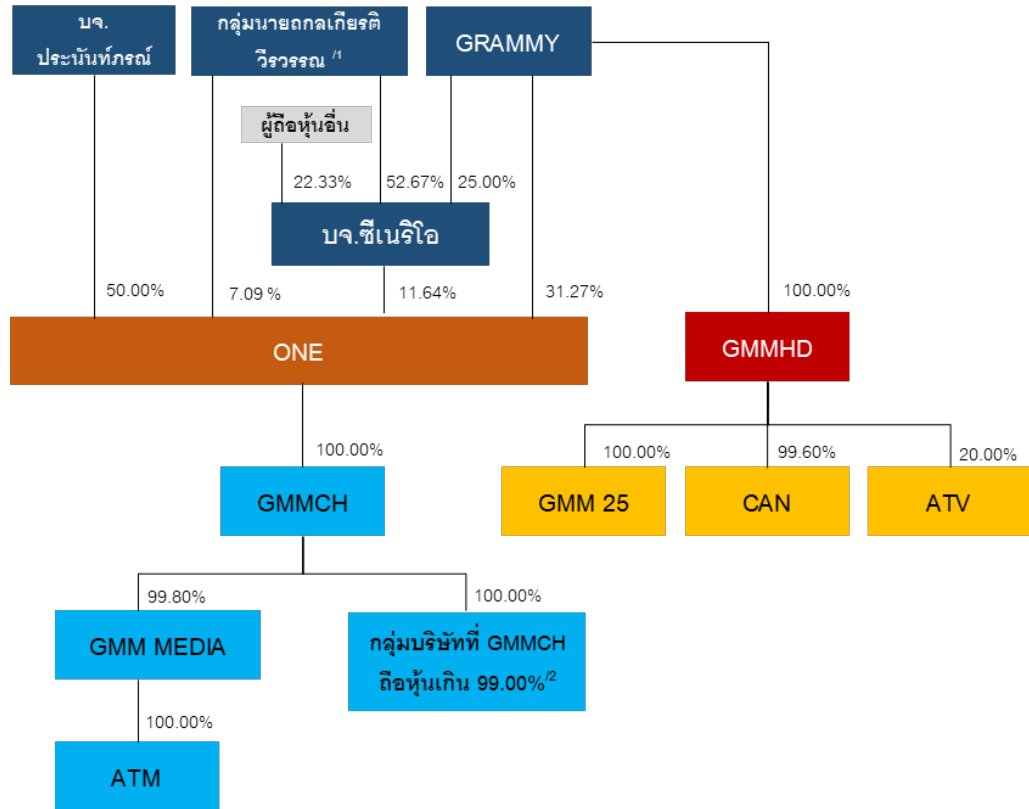 บจ.
ประนันท์ภรณ์
กลุ่มนายถกลเกียรติ
วีรวรรณ /1
GRAMMY
ผู้ถือหุ้นอื่น
22.33%
52.67%
25.00%
บจ.ซีเนริโอ
50.00%
7.09 %
11.64%
31.27%
100.00%
ONE
GMMHD
100.00%
100.00%
99.60%
20.00%
GMMCH
GMM 25
CAN
ATV
99.80%
100.00%
GMM MEDIA
กลุ่มบริษัทที่ GMMCH
ถือหุ้นเกิน 99.00%/2
100.00%
ATM